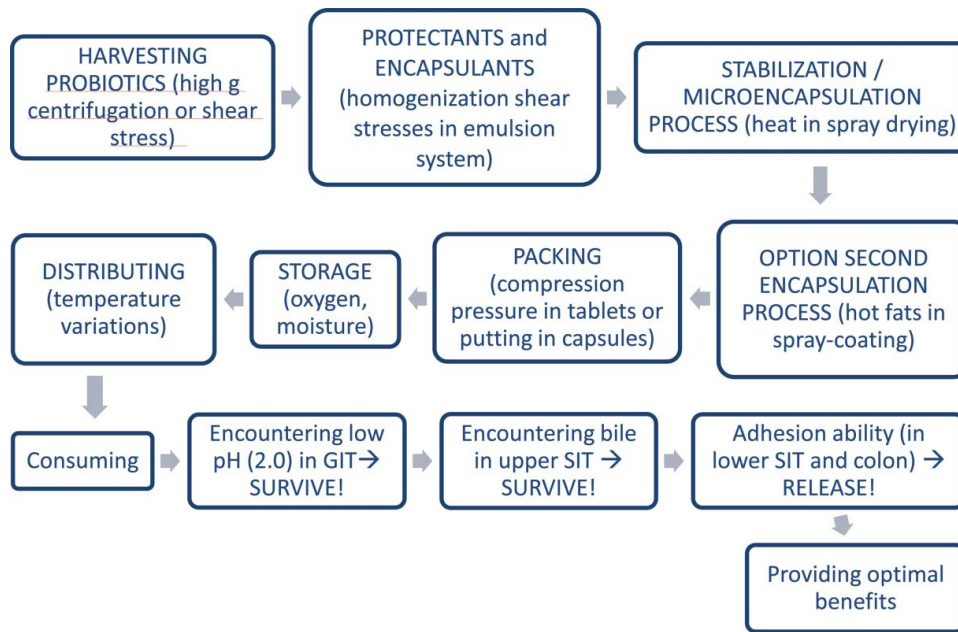 HARVESTING
PROBIOTICS (high g
centrifugation or shear
stress)
PROTECTANTS and
ENCAPSULANTS
(homogenization shear
stresses in emulsion
system)
STABILIZATION /
MICROENCAPSULATION
PROCESS (heat in spray drying)
OPTION SECOND
ENCAPSULATION
PROCESS (hot fats in
spray-coating)
PACKING
(compression
pressure in tablets or
putting in capsules)
STORAGE
(oxygen,
moisture)
DISTRIBUTING
(temperature
variations)
Consuming
Encountering low
pH (2.0) in GIT→
SURVIVE!
Encountering bile
in upper SIT →
SURVIVE!
Adhesion ability (in
lower SIT and colon) →
RELEASE!
Providing optimal
benefits